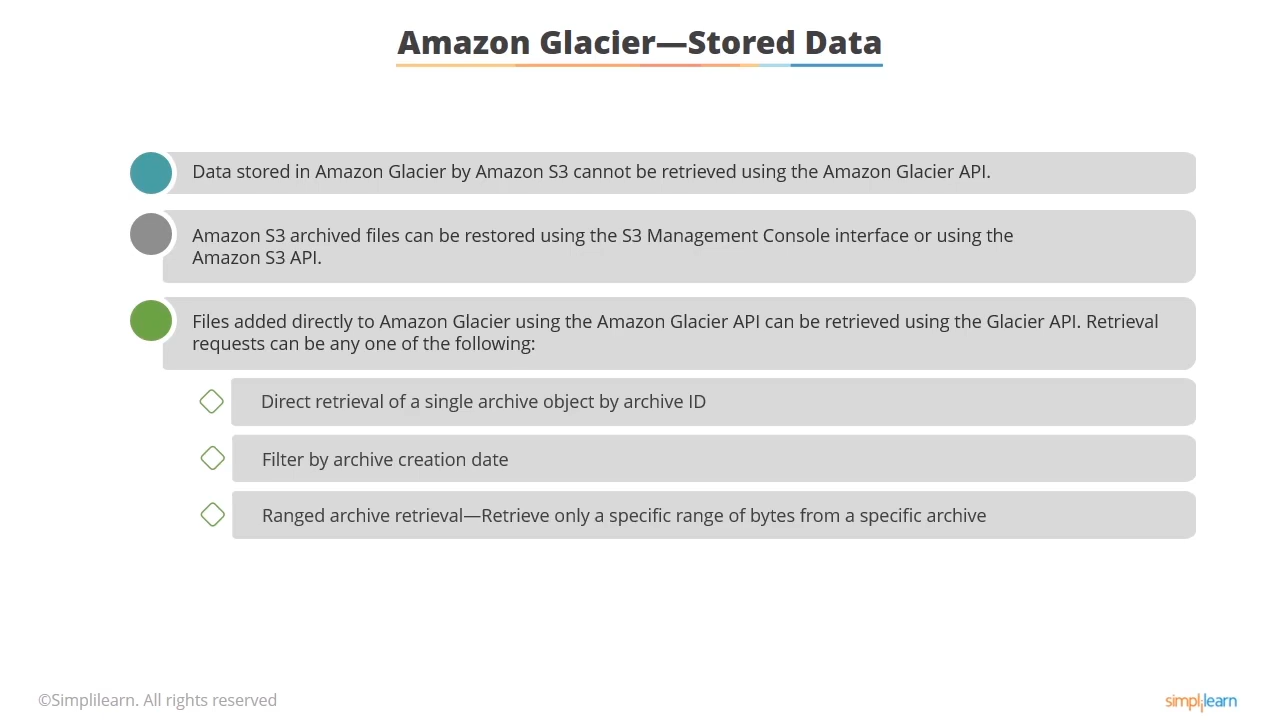 Amazon Glacier—Stored Data
Data stored in Amazon Glacier by Amazon S3 cannot be retrieved using the Amazon Glacier API.
Amazon S3 archived files can be restored using the S3 Management Console interface or using the
Amazon S3 API.
Files added directly to Amazon Glacier using the Amazon Glacier API can be retrieved using the Glacier API. Retrieval
requests can be any one of the following:
Direct retrieval of a single archive object by archive ID
Filter by archive creation date
Ranged archive retrieval—Retrieve only a specific range of bytes from a specific archive
©Simplilearn. All rights reserved
simplilearn